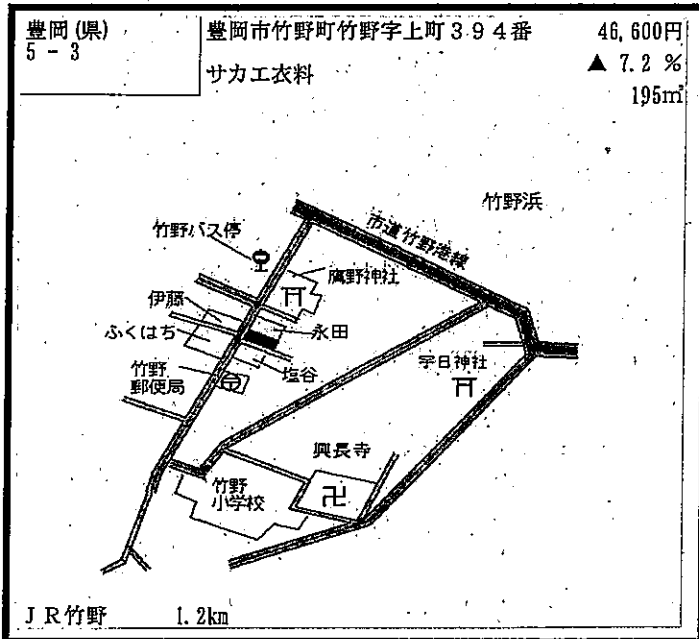 豊岡(県)
5 - 3
豊岡市竹野町竹野字上町394番
サカエ衣料
46,600円
▲ 7.2 %
195㎡
竹野浜
市道竹野港線
竹野バス停
鷹野神社
伊藤
永田
ふくはち
塩谷
竹野
郵便局
宇日神社
興長寺
竹野
小学校
JR竹野 1.2km